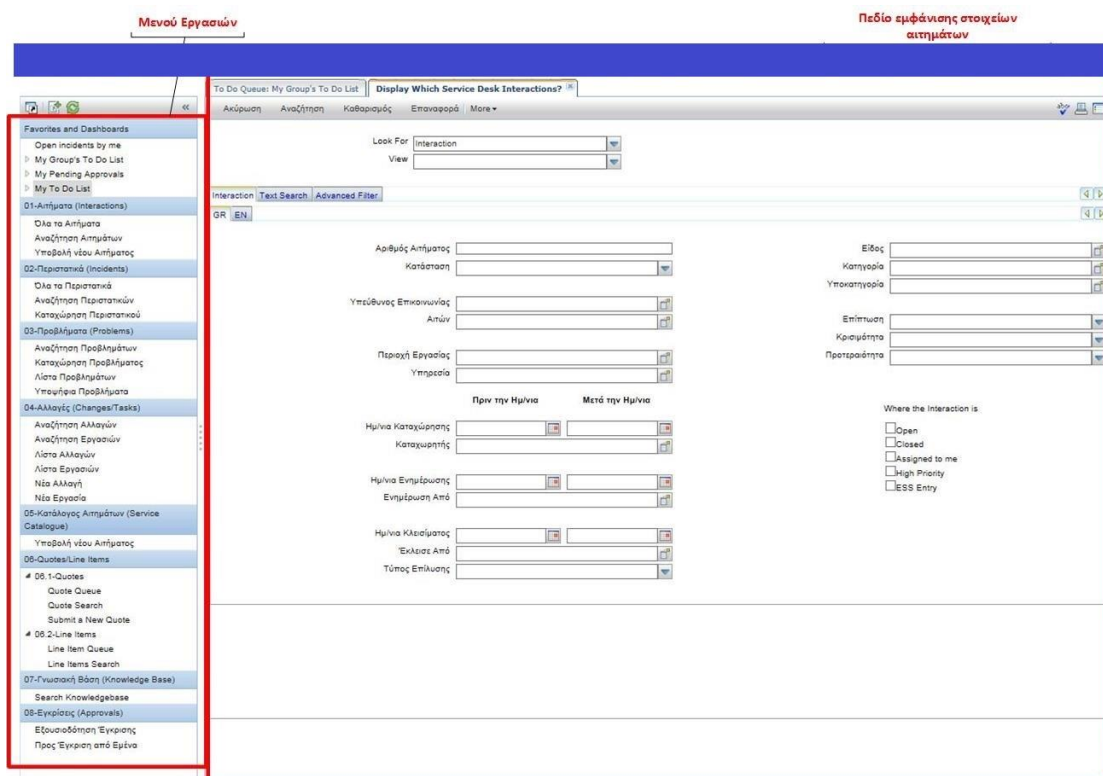 Μενού Εργασιών
Πεδίο εμφάνισης στοιχείων
αιτημάτων
To Do Queue: My Group's To Do List
Display Which Service Desk Interactions?
Ακύρωση Αναζήτηση Καθαρισμός Επαναφορά More
Favorites and Dashboards
Open incidents by me
My Group's To Do List
My Pending Approvals
My To Do List
01-Αιτήματα (Interactions)
Όλα τα Αιτήματα
Αναζήτηση Αιτημάτων
Υποβολή νέου Αιτήματος
02-Περιστατικά (Incidents)
Όλα τα Περιστατικά
Αναζήτηση Περιστατικών
Καταχώρηση Περιστατικού
03-Προβλήματα (Problems)
Αναζήτηση Προβλημάτων
Καταχώρηση Προβλήματος
Λίστα Προβλημάτων
Υποψήφια Προβλήματα
04-Αλλαγές (Changes/Tasks)
Αναζήτηση Αλλαγών
Αναζήτηση Εργασιών
Λίστα Αλλαγών
Λίστα Εργασιών
Νέα Αλλαγή
Νέα Εργασία
05-Κατάλογος Αιτημάτων (Service
Catalogue)
Υποβολή νέου Αιτήματος
06-Quotes/Line Items
06.1-Quotes
Quote Queue
Quote Search
Submit a New Quote
06.2-Line Items
Line Item Queue
Line Items Search
07-Γνωσιακή Βάση (Knowledge Base)
Search Knowledgebase
08-Εγκρίσεις (Approvals)
Εξουσιοδότηση Έγκρισης
Προς Έγκριση από Εμένα
Look For Interaction
View
Interaction Text Search Advanced Filter
GR EN
Αριθμός Αιτήματος
Κατάσταση
Υπεύθυνος Επικοινωνίας
Αιτών
Περιοχή Εργασίας
Υπηρεσία
Πριν την Ημ/νια Μετά την Ημ/νια
Ημ/νια Καταχώρησης
Καταχωρητής
Ημ/νια Ενημέρωσης
Ενημέρωση Από
Ημ/νια Κλεισίματος
Έκλεισε Από
Τύπος Επίλυσης
Είδος
Κατηγορία
Υποκατηγορία
Επίπτωση
Κρισιμότητα
Προτεραιότητα
Where the Interaction is
Open
Closed
Assigned to me
High Priority
ESS Entry